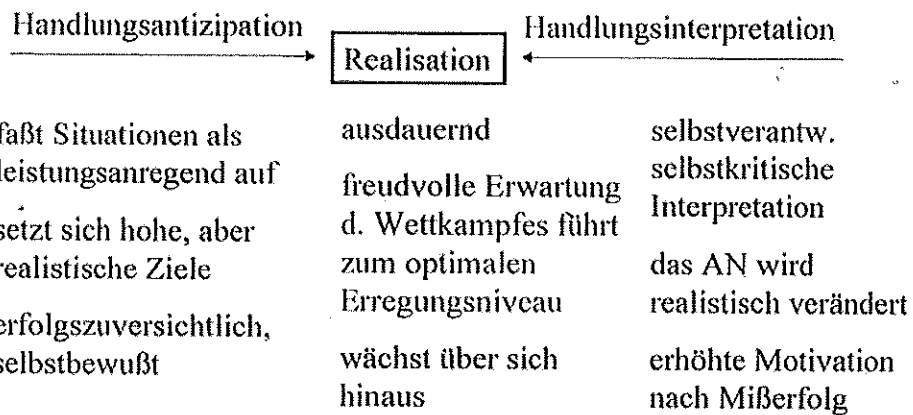 Handlungsantizipation
Realisation
Handlungsinterpretation
faßt Situationen als
leistungsanregend auf
setzt sich hohe, aber
realistische Ziele
erfolgszuversichtlich,
selbstbewußt
ausdauernd
freudvolle Erwartung
d. Wettkampfes führt
zum optimalen
Erregungsniveau
wächst über sich
hinaus
selbstverantw.
selbstkritische
Interpretation
das AN wird
realistisch verändert
erhöhte Motivation
nach Mißerfolg